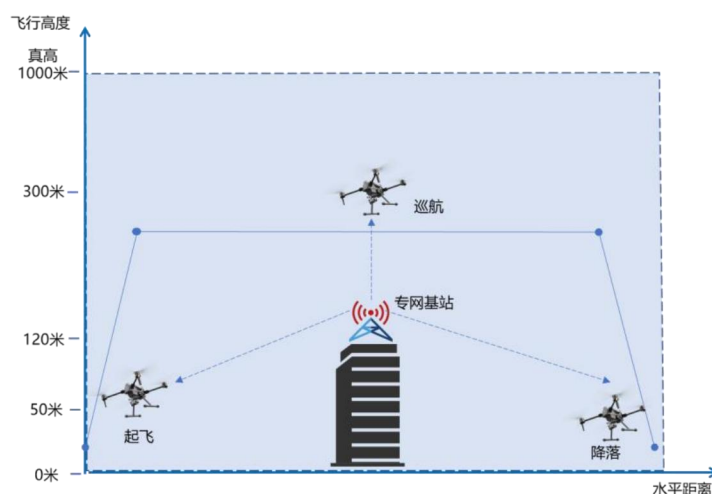 飞行高度
真高
1000米
300米
巡航
专网基站
120米
50米
起飞
降落
0米
水平距离